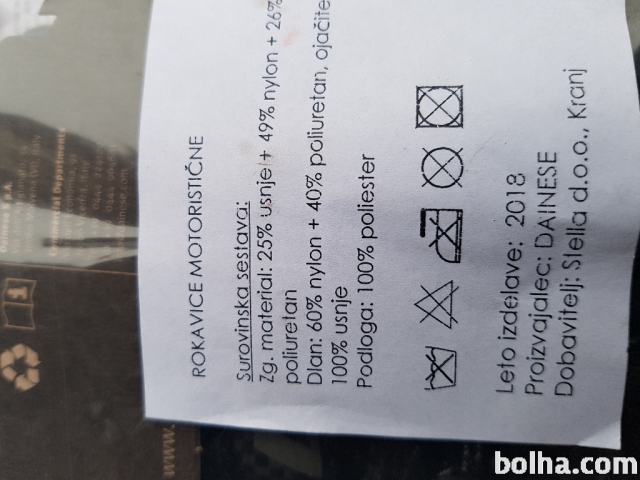 ROKAVICE MOTORISTIČNE
Surovinska sestava:
Zg. material: 25% usnje + 49% nylon + 26%
poliuretan
Dlan: 60% nylon + 40% poliuretan,
100% usnje
Podloga: 100% poliester
Leto izdelave: 2018
Proizvajalec: DAINESE
Dobavitelj: Stella d.o.o., Kranj
www.
bolha.com